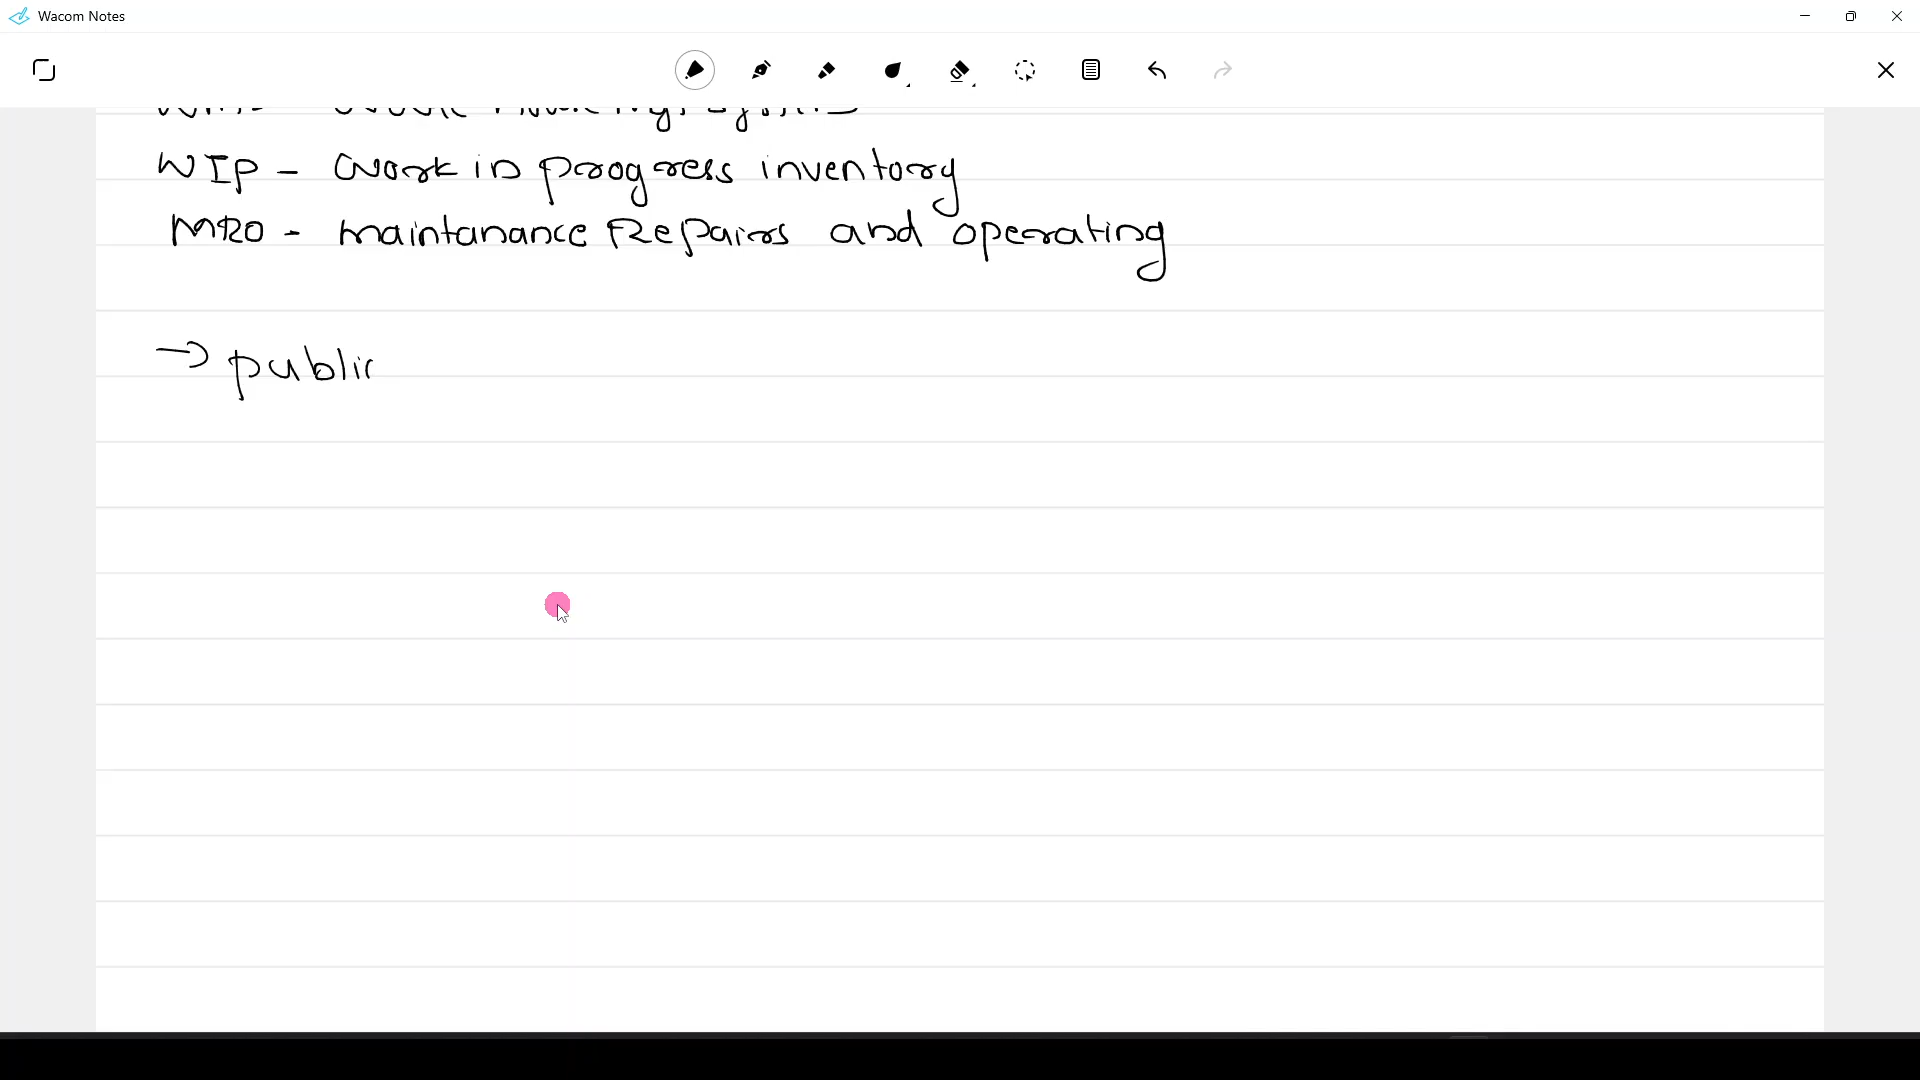 Wacom Notes
WIP - Work in progress inventory
MRO - maintanance Repairs and operating
→ public